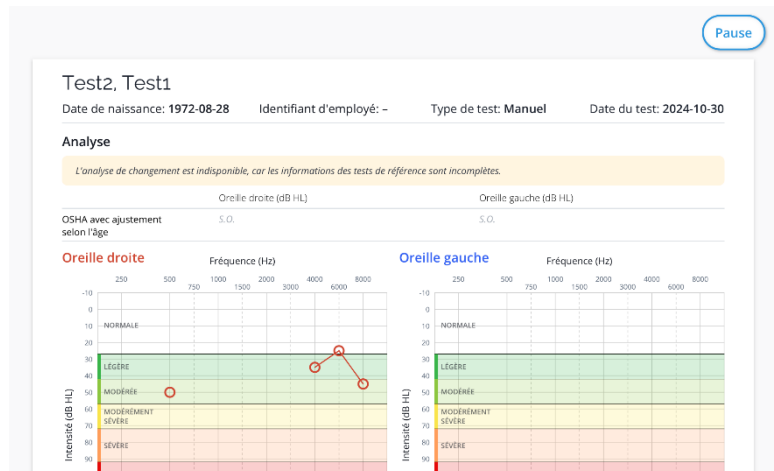 Pause
Test2, Test1
Date de naissance: 1972-08-28 Identifiant d'employé: – Type de test: Manuel Date du test: 2024-10-30
Analyse
L'analyse de changement est indisponible, car les informations des tests de référence sont incomplètes.
Oreille droite (dB HL) Oreille gauche (dB HL)
OSHA avec ajustement selon l'âge S.O. S.O.
Oreille droite Fréquence (Hz)
250 500 1000 2000 4000 8000
750 1500 3000 6000
-10
0
10 NORMALE
20
30
LÉGÈRE
40
50 MODÉRÉE
60 MODÉRÉMENT
SÉVÈRE
70
80 SÉVÈRE
90
Intensité (dB HL)
Oreille gauche Fréquence (Hz)
250 500 1000 2000 4000 8000
750 1500 3000 6000
-10
0
10 NORMALE
20
30
LÉGÈRE
40
50 MODÉRÉE
60 MODÉRÉMENT
SÉVÈRE
70
80 SÉVÈRE
90
Intensité (dB HL)